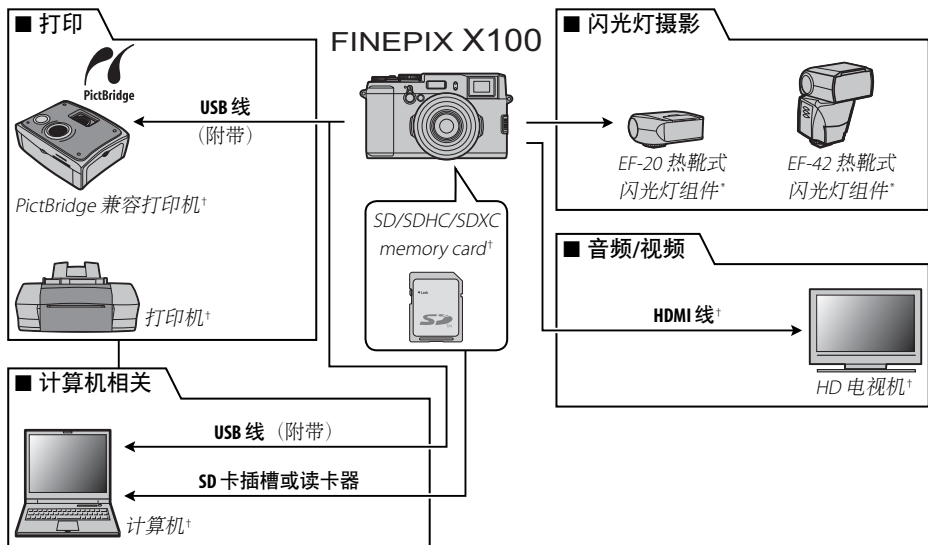 ■ 打印
PictBridge
USB 线
(附带)
PictBridge 兼容打印机†
打印机†
FINEPIX X100
SD/SDHC/SDXC
memory card†
Lock
SD
■ 闪光灯摄影
EF-20 热靴式
闪光灯组件*
EF-42 热靴式
闪光灯组件*
■ 音频/视频
HDMI 线†
HD 电视机†
■ 计算机相关
USB 线（附带）
SD 卡插槽或读卡器
计算机†